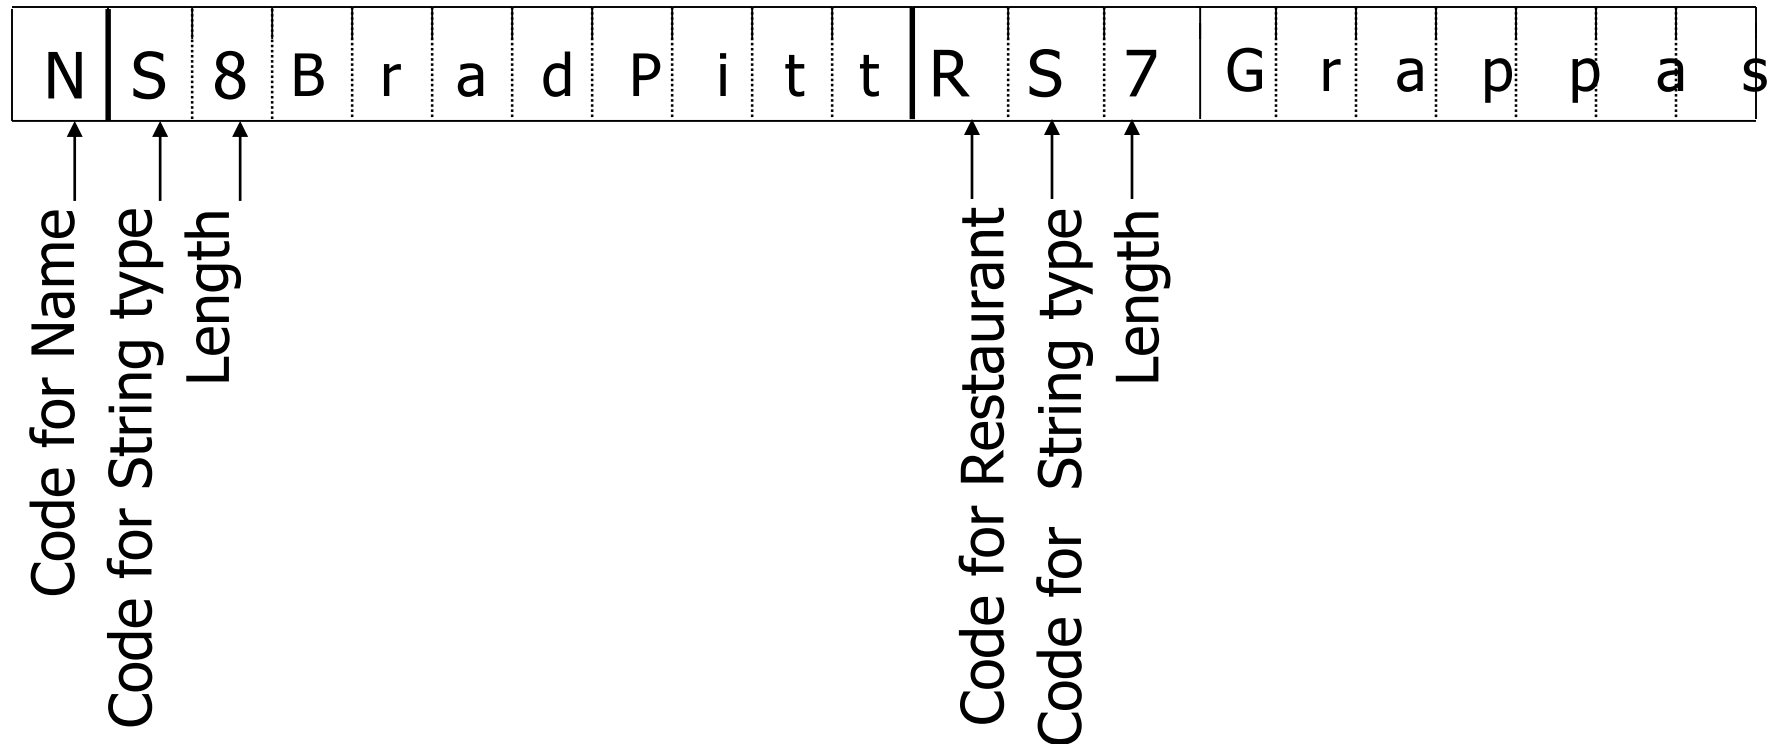 N S 8 B r a d P i t t R S 7 G r a p p a s
Code for Name
Code for String type
Length
Code for Restaurant
Code for String type
Length